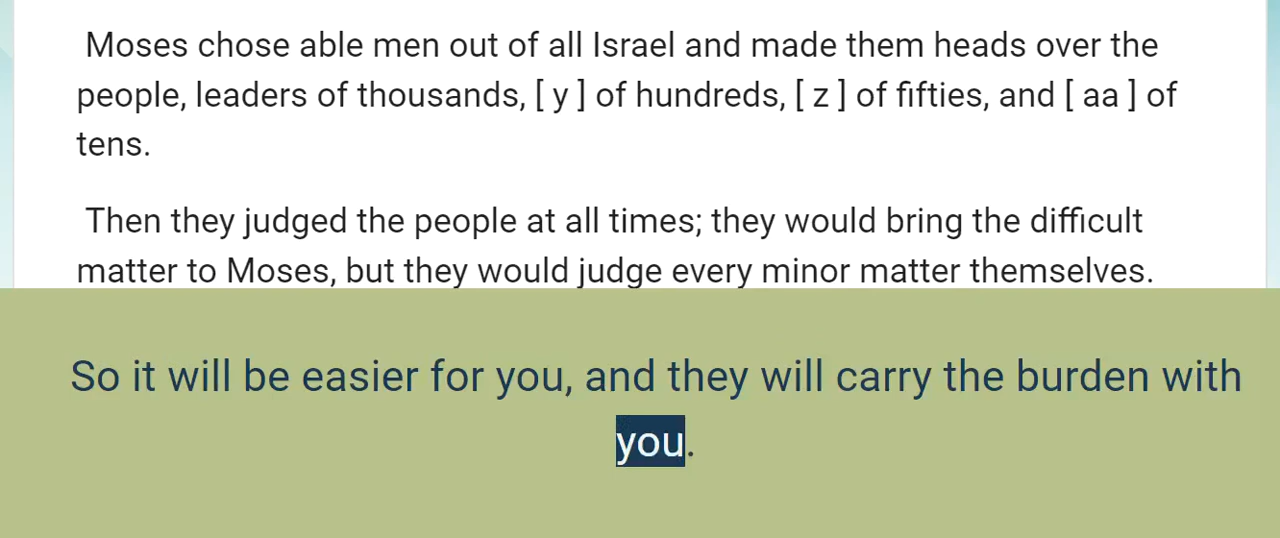 Moses chose able men out of all Israel and made them heads over the
people, leaders of thousands, [ y ] of hundreds, [ z ] of fifties, and [ aa ] of
tens.
Then they judged the people at all times; they would bring the difficult
matter to Moses, but they would judge every minor matter themselves.
So it will be easier for you, and they will carry the burden with
you.